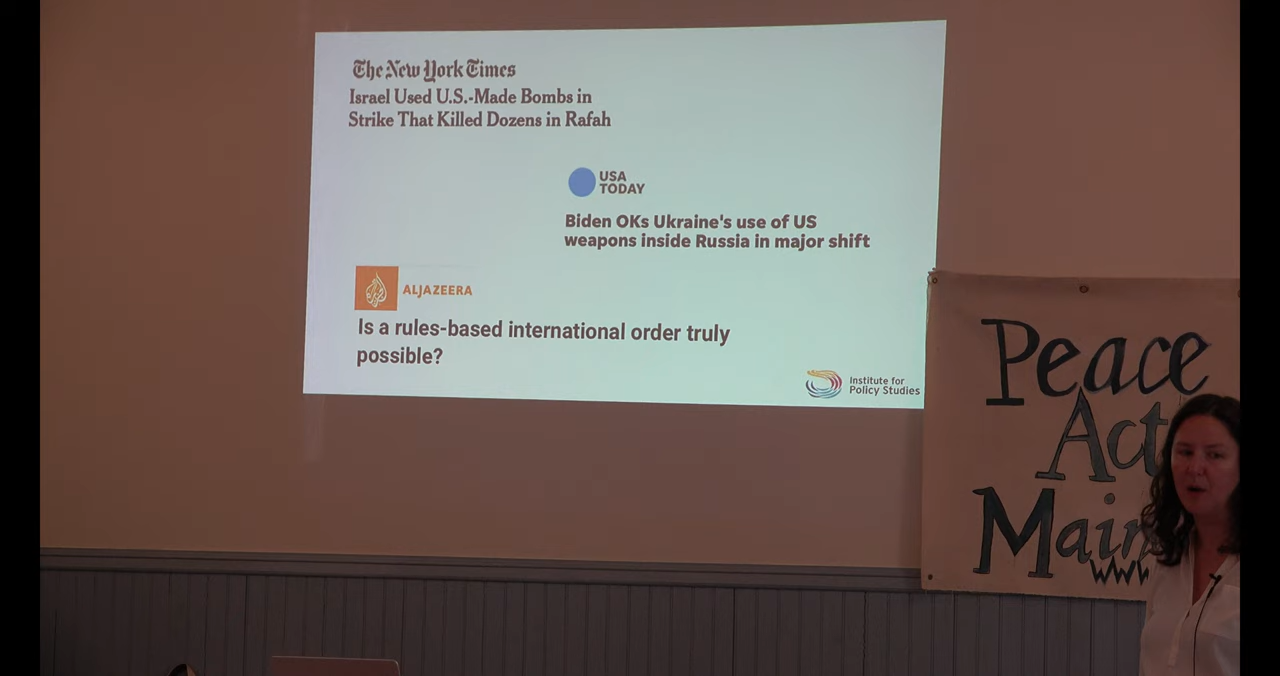 The New York Times
Israel Used U.S.-Made Bombs in
Strike That Killed Dozens in Rafah
USA
TODAY
Biden OKs Ukraine's use of US
weapons inside Russia in major shift
ALJAZEERA
Is a rules-based international order truly
possible?
Institute for
Policy Studies
Peace
Act
Main
www